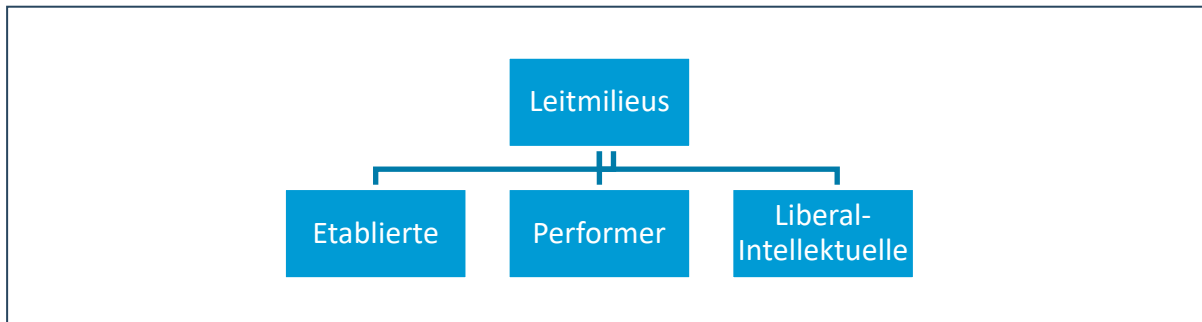 Leitmilieus
Etablierte
Performer
Liberal-
Intellektuelle